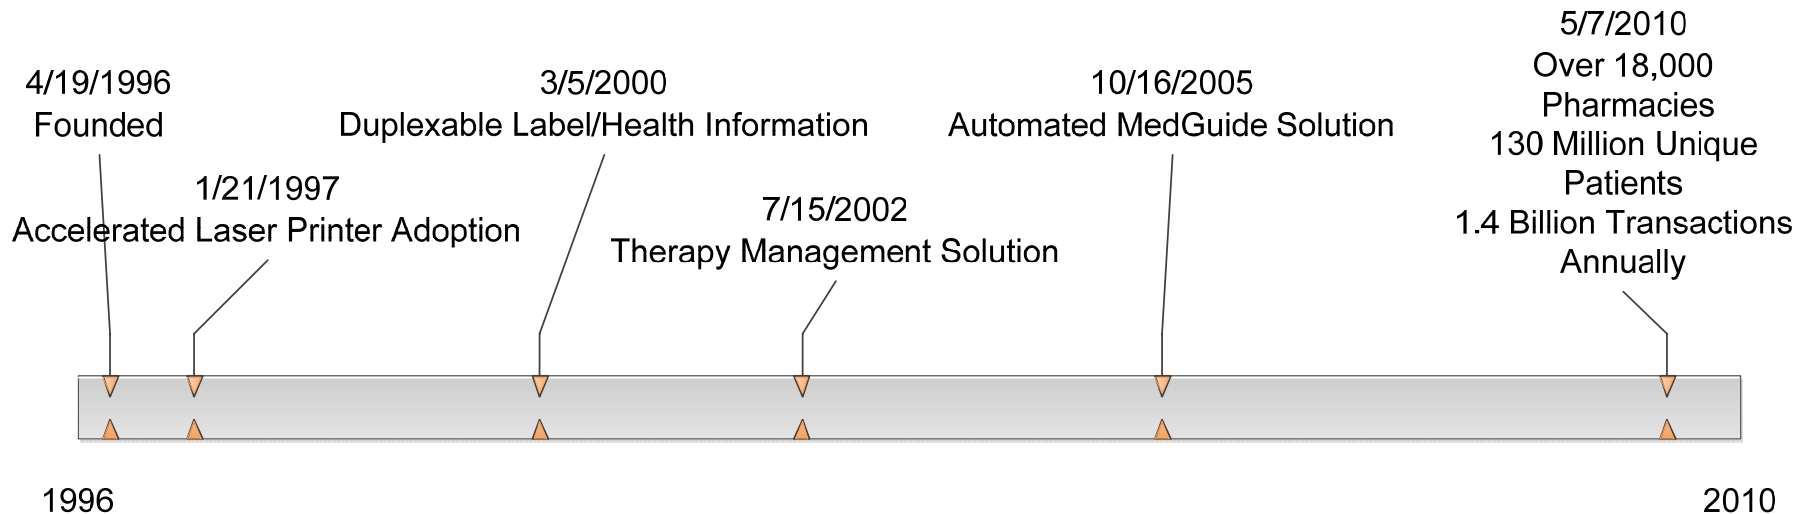 4/19/1996
Founded
1/21/1997
Accelerated Laser Printer Adoption
3/5/2000
Duplexable Label/Health Information
7/15/2002
Therapy Management Solution
10/16/2005
Automated MedGuide Solution
5/7/2010
Over 18,000
Pharmacies
130 Million Unique
Patients
1.4 Billion Transactions
Annually
1996
2010